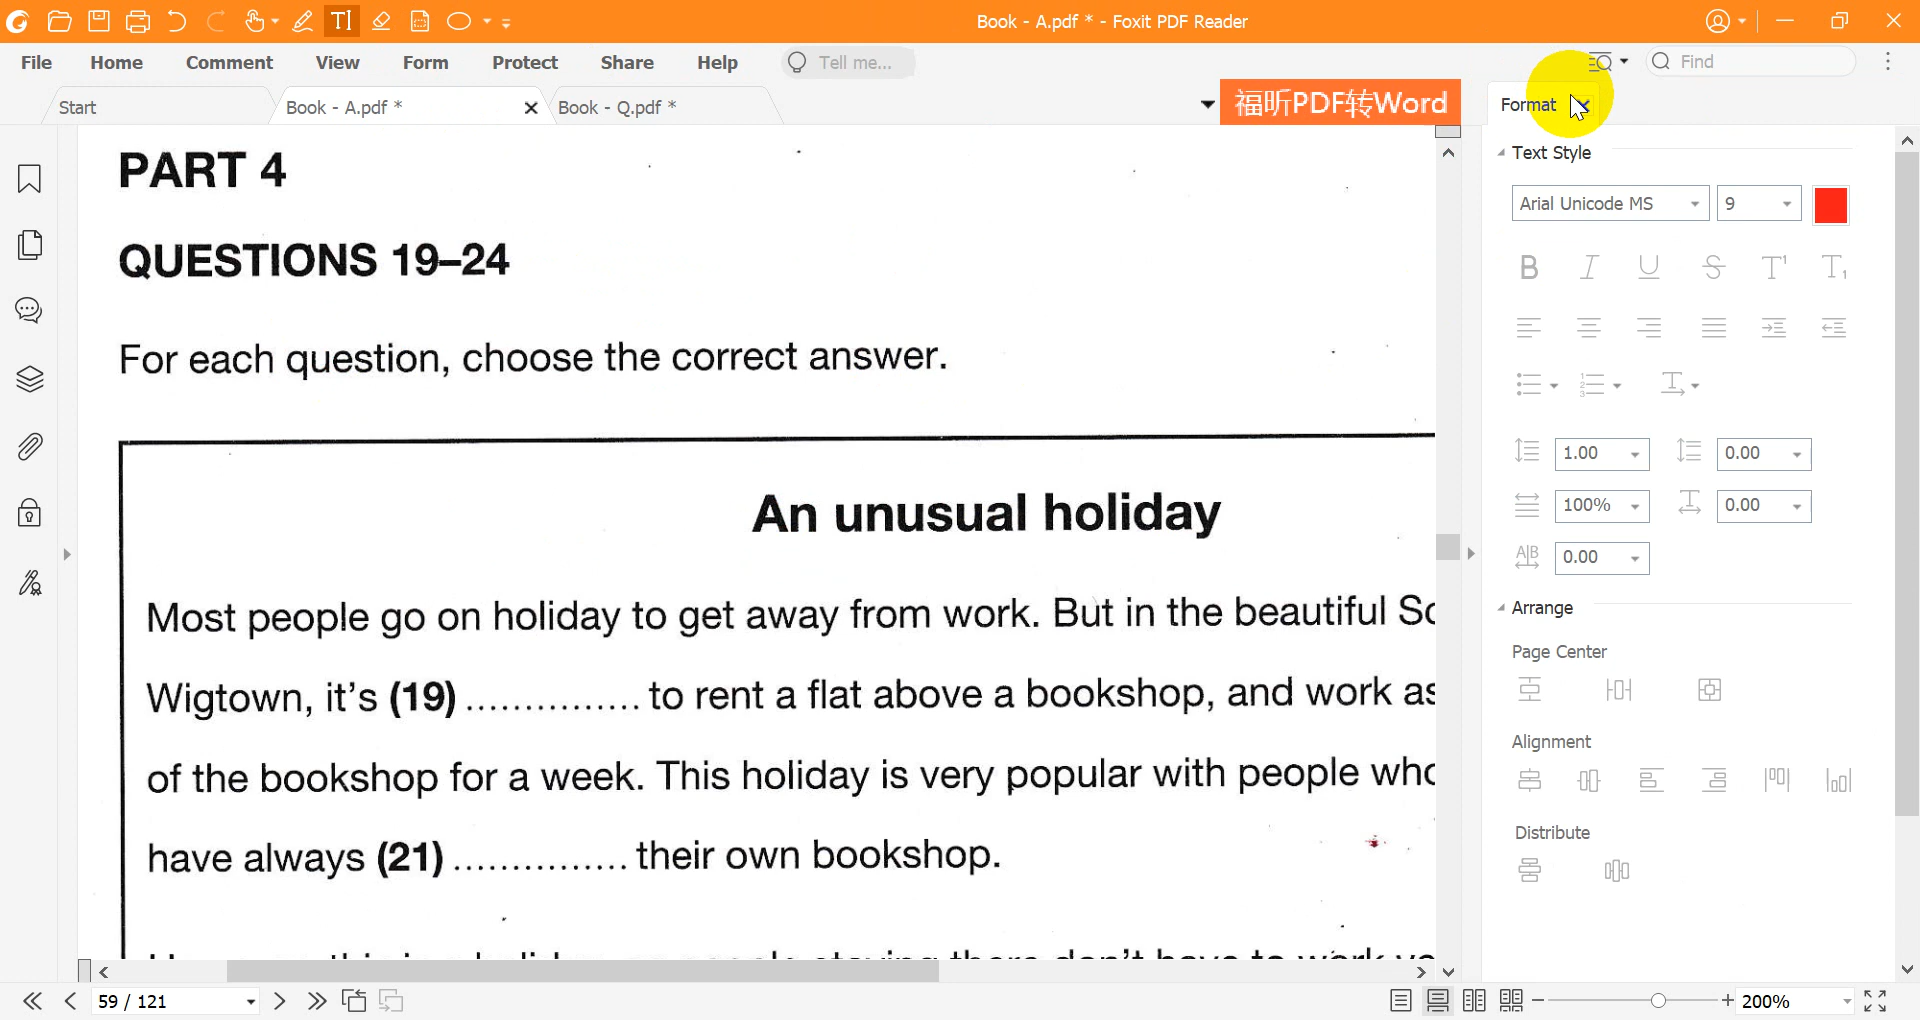 Book - A.pdf * - Foxit PDF Reader
File Home Comment View Form Protect Share Help Tell me... Find
Start Book - A.pdf * Book - Q.pdf * 福昕PDF转Word Format
PART 4
QUESTIONS 19–24
For each question, choose the correct answer.
An unusual holiday
Most people go on holiday to get away from work. But in the beautiful Sc
Wigtown, it's (19) ............... to rent a flat above a bookshop, and work as
of the bookshop for a week. This holiday is very popular with people who
have always (21) ............... their own bookshop.
Text Style
Arial Unicode MS 9
1.00 0.00
100% 0.00
0.00
Arrange
Page Center
Alignment
Distribute
59 / 121 200%